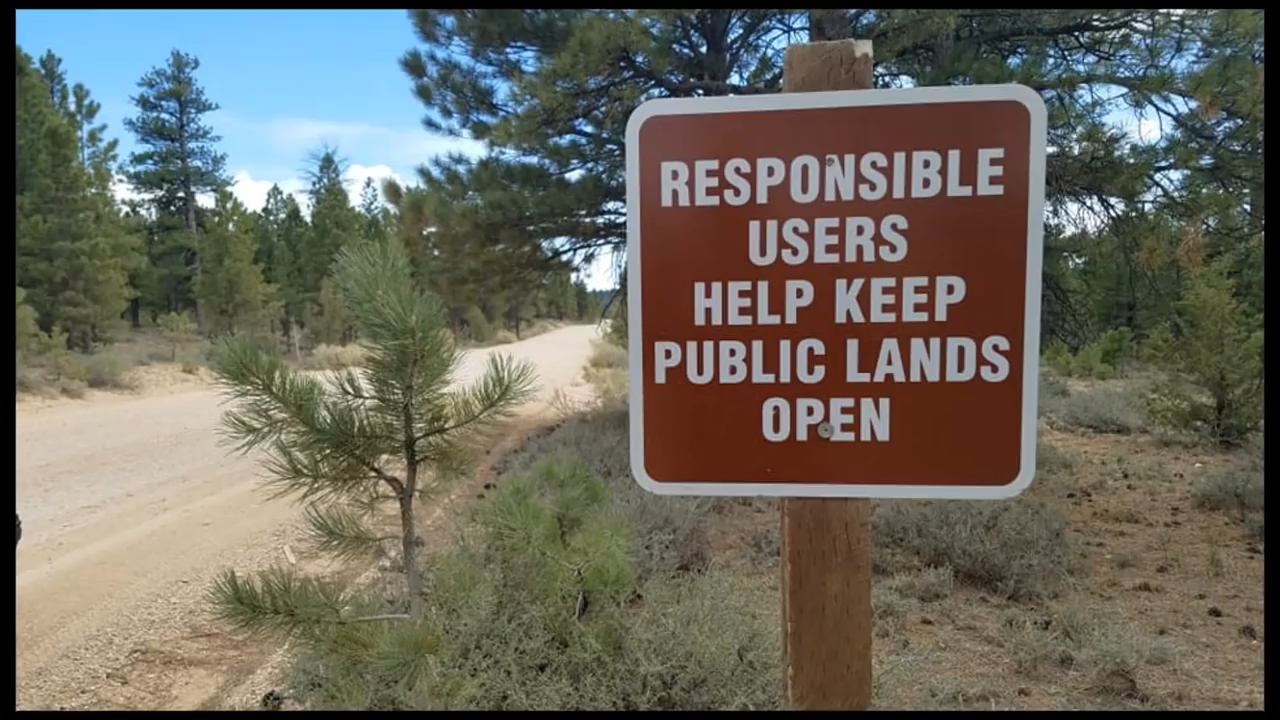 RESPONSIBLE
USERS
HELP KEEP
PUBLIC LANDS
OPEN